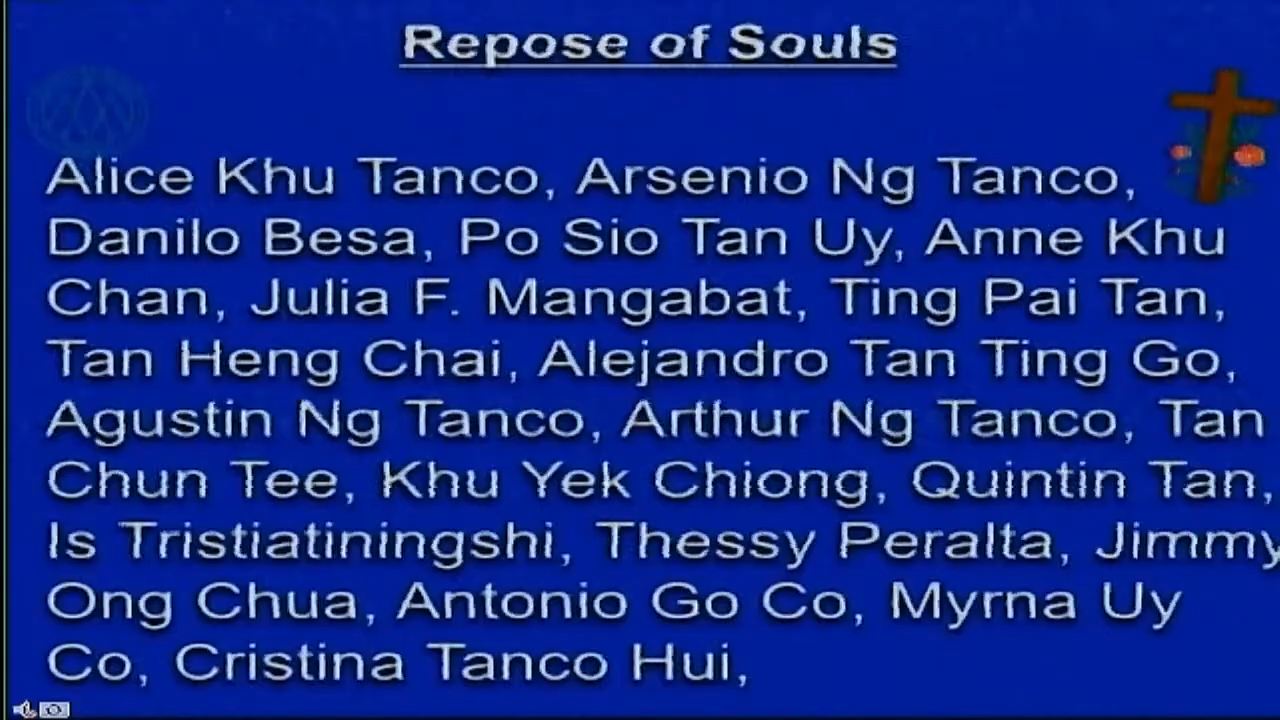 Repose of Souls
Alice Khu Tanco, Arsenio Ng Tanco,
Danilo Besa, Po Sio Tan Uy, Anne Khu
Chan, Julia F. Mangabat, Ting Pai Tan,
Tan Heng Chai, Alejandro Tan Ting Go,
Agustin Ng Tanco, Arthur Ng Tanco, Tan
Chun Tee, Khu Yek Chiong, Quintin Tan,
Is Tristiatiningshi, Thessy Peralta, Jimmy
Ong Chua, Antonio Go Co, Myrna Uy
Co, Cristina Tanco Hui,